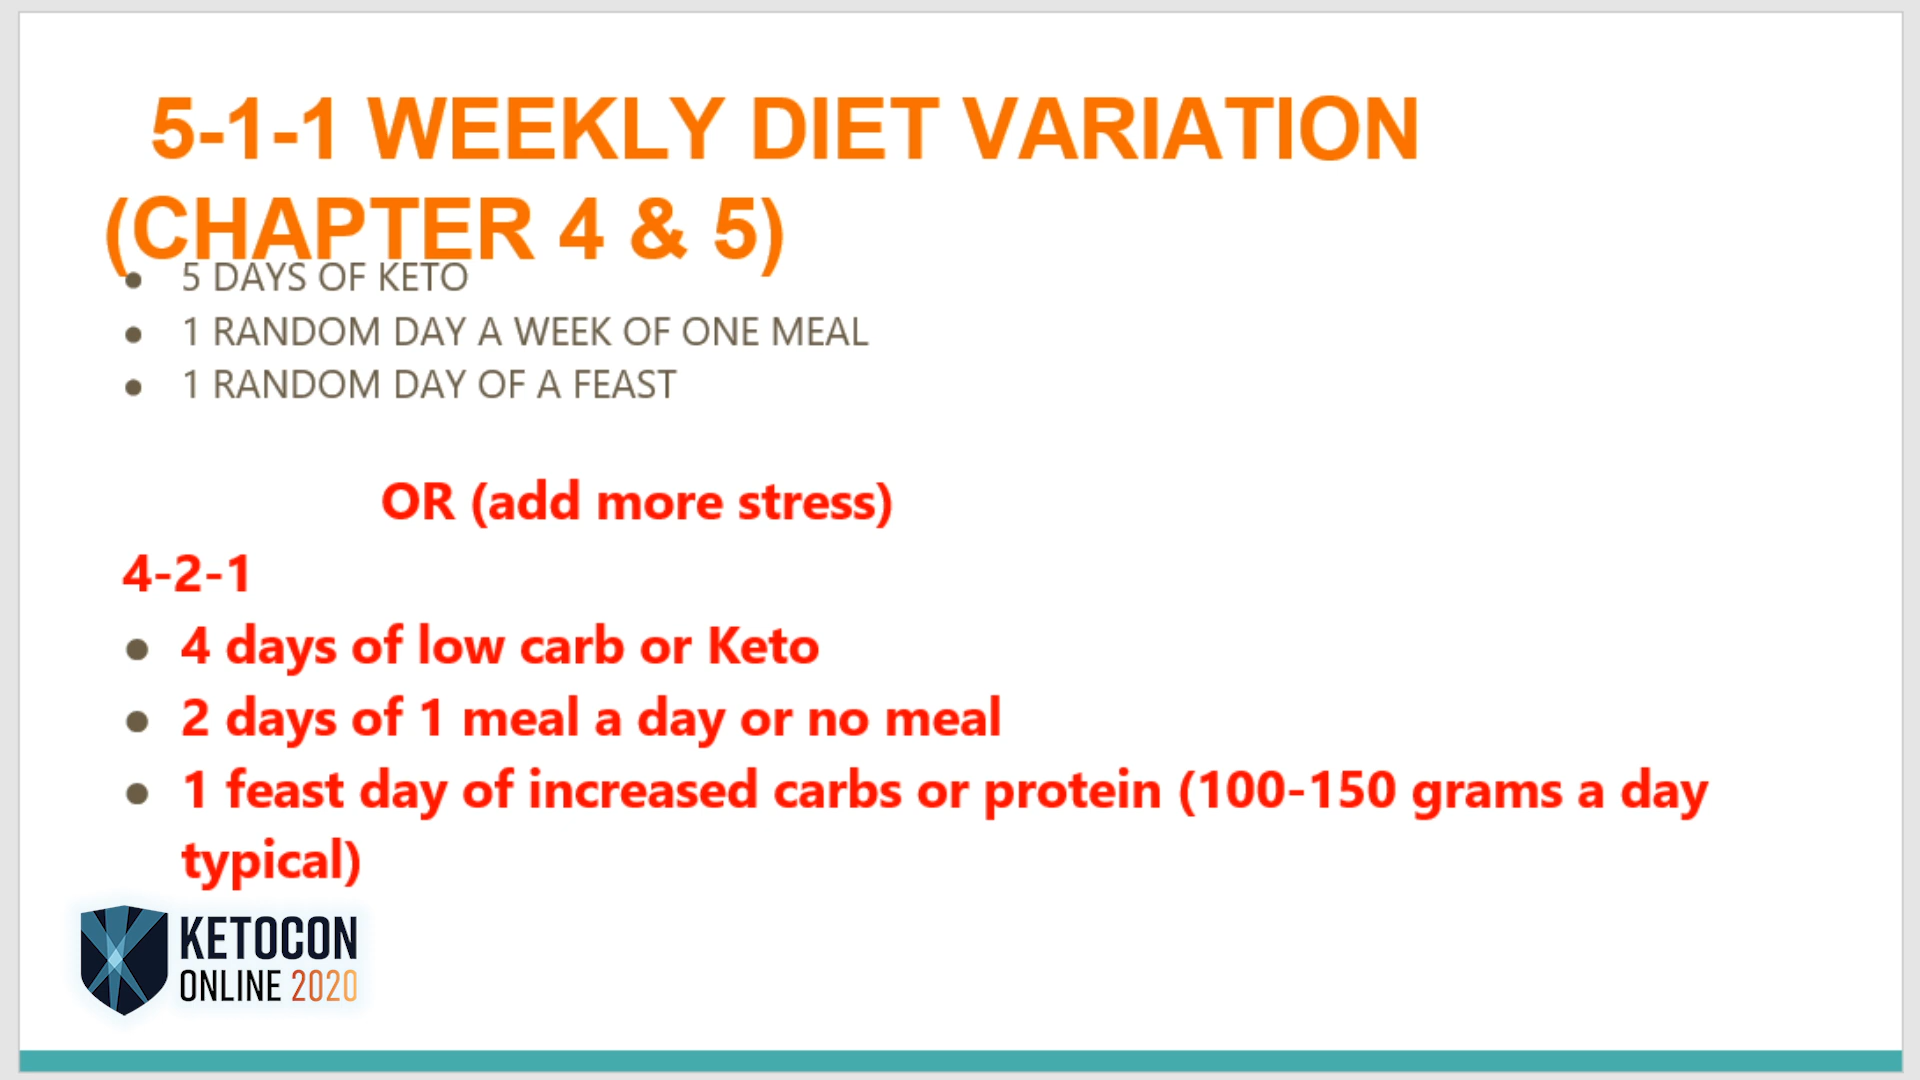 5-1-1 WEEKLY DIET VARIATION
(CHAPTER 4 & 5)
● 5 DAYS OF KETO
● 1 RANDOM DAY A WEEK OF ONE MEAL
● 1 RANDOM DAY OF A FEAST
OR (add more stress)
4-2-1
● 4 days of low carb or Keto
● 2 days of 1 meal a day or no meal
● 1 feast day of increased carbs or protein (100-150 grams a day
typical)
KETOCON
ONLINE 2020